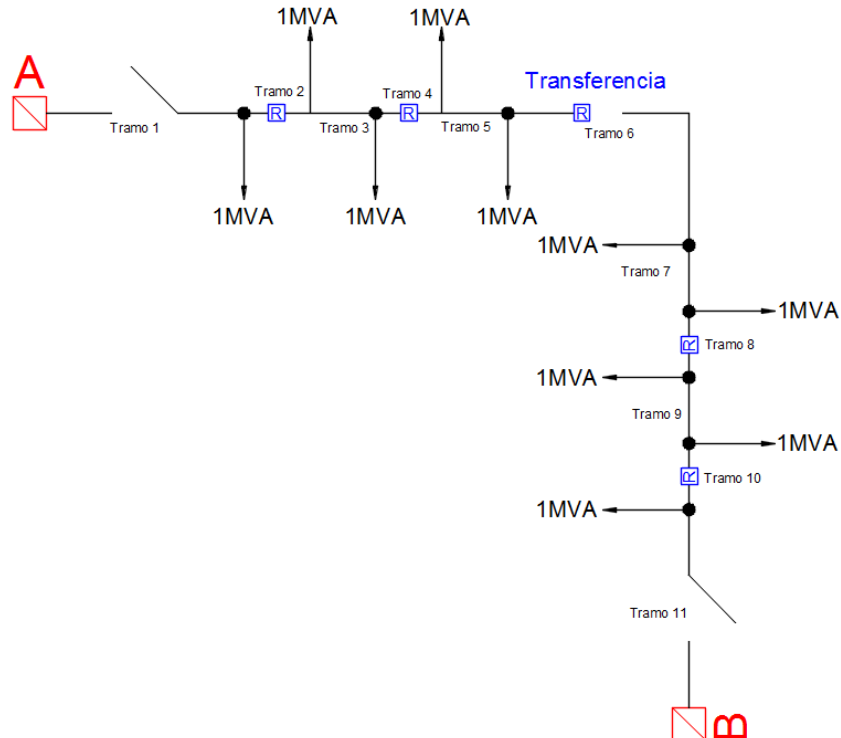 1MVA
1MVA
A
Transferencia
Tramo 2
Tramo 4
R
R
R
Tramo 1
Tramo 3
Tramo 5
Tramo 6
1MVA
1MVA
1MVA
1MVA
Tramo 7
1MVA
R
Tramo 8
1MVA
Tramo 9
1MVA
R
Tramo 10
1MVA
Tramo 11
B